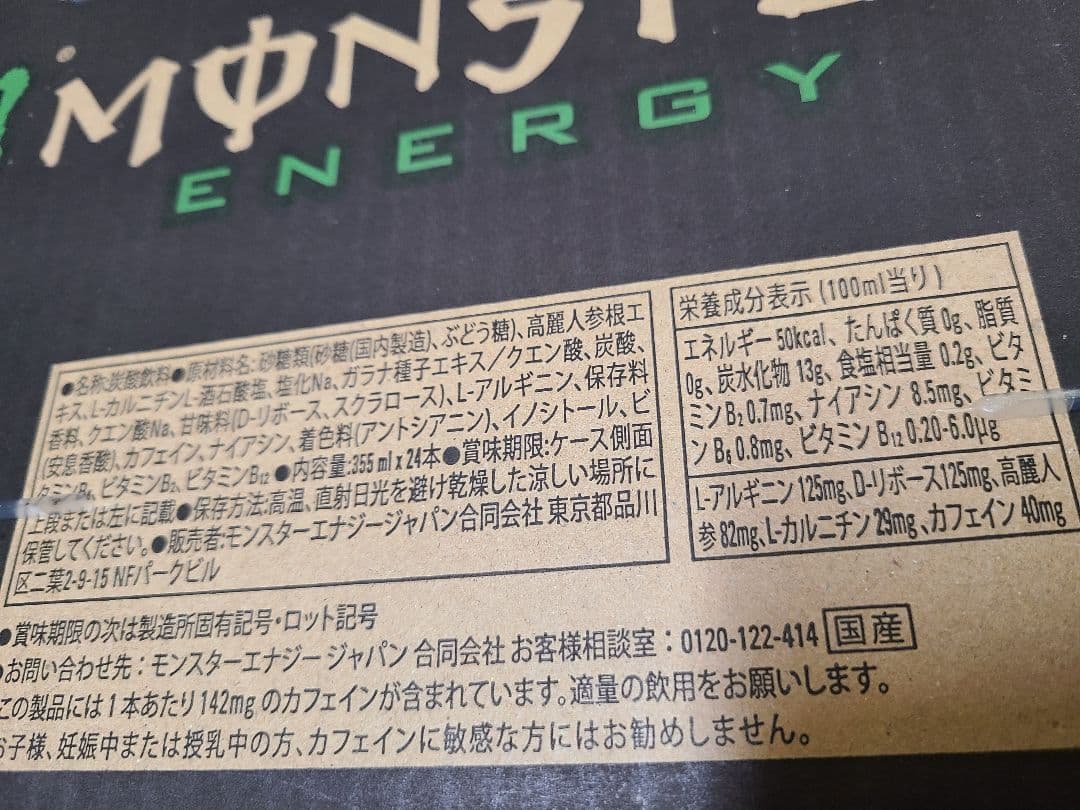 MONSTE
ENERGY
●名称:炭酸飲料●原材料名:砂糖類(砂糖(国内製造)、ぶどう糖)、高麗人参根エ
キス、L-カルニチンL-酒石酸塩、塩化Na、ガラナ種子エキス/クエン酸、炭酸、
香料、クエン酸Na、甘味料(D-リボース、スクラロース)、L-アルギニン、保存料
(安息香酸)、カフェイン、ナイアシン、着色料(アントシアニン)、イノシトール、ビ
タミンB₆、ビタミンB₂、ビタミンB₁₂●内容量:355 ml x 24本●賞味期限:ケース側面
上段または左に記載●保存方法:高温、直射日光を避け乾燥した涼しい場所に
保管してください。●販売者:モンスターエナジージャパン合同会社 東京都品川
区二葉2-9-15 NFパークビル
栄養成分表示 (100ml当り)
エネルギー 50kcal、たんぱく質 0g、脂質
0g、炭水化物 13g、食塩相当量 0.2g、ビタ
ミンB₂ 0.7mg、ナイアシン 8.5mg、ビタミ
ンB₆ 0.8mg、ビタミンB₁₂ 0.20-6.0μg
L-アルギニン 125mg、D-リボース125mg、高麗人
参 82mg、L-カルニチン 29mg、カフェイン 40mg
●賞味期限の次は製造所固有記号・ロット記号
●お問い合わせ先:モンスターエナジー ジャパン 合同会社 お客様相談室:0120-122-414 国産
この製品には1本あたり142mg のカフェインが含まれています。適量の飲用をお願いします。
お子様、妊娠中または授乳中の方、カフェインに敏感な方にはお勧めしません。